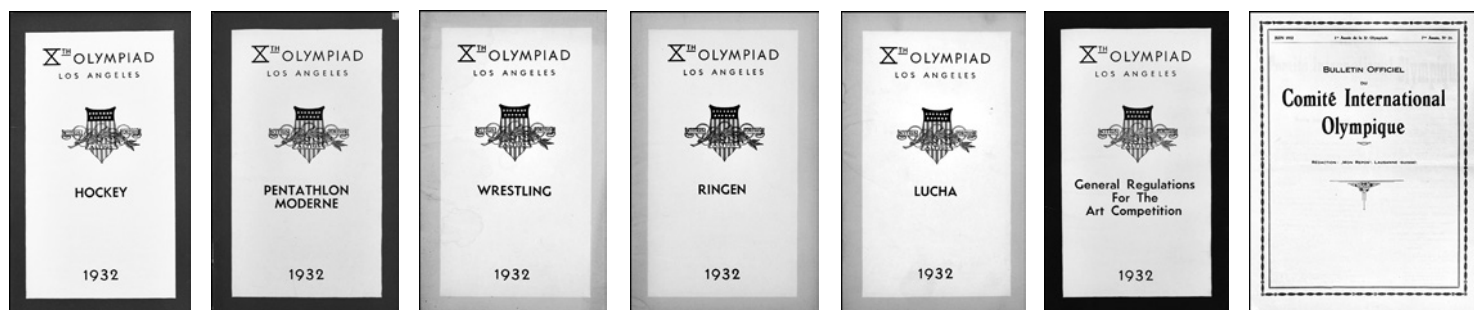 XTH OLYMPIAD
LOS ANGELES
HOCKEY
1932
XTH OLYMPIAD
LOS ANGELES
PENTATHLON
MODERNE
1932
XTH OLYMPIAD
LOS ANGELES
WRESTLING
1932
XTH OLYMPIAD
LOS ANGELES
RINGEN
1932
XTH OLYMPIAD
LOS ANGELES
LUCHA
1932
XTH OLYMPIAD
LOS ANGELES
General Regulations
For The
Art Competition
1932
BULLETIN OFFICIEL
DU
Comité International
Olympique